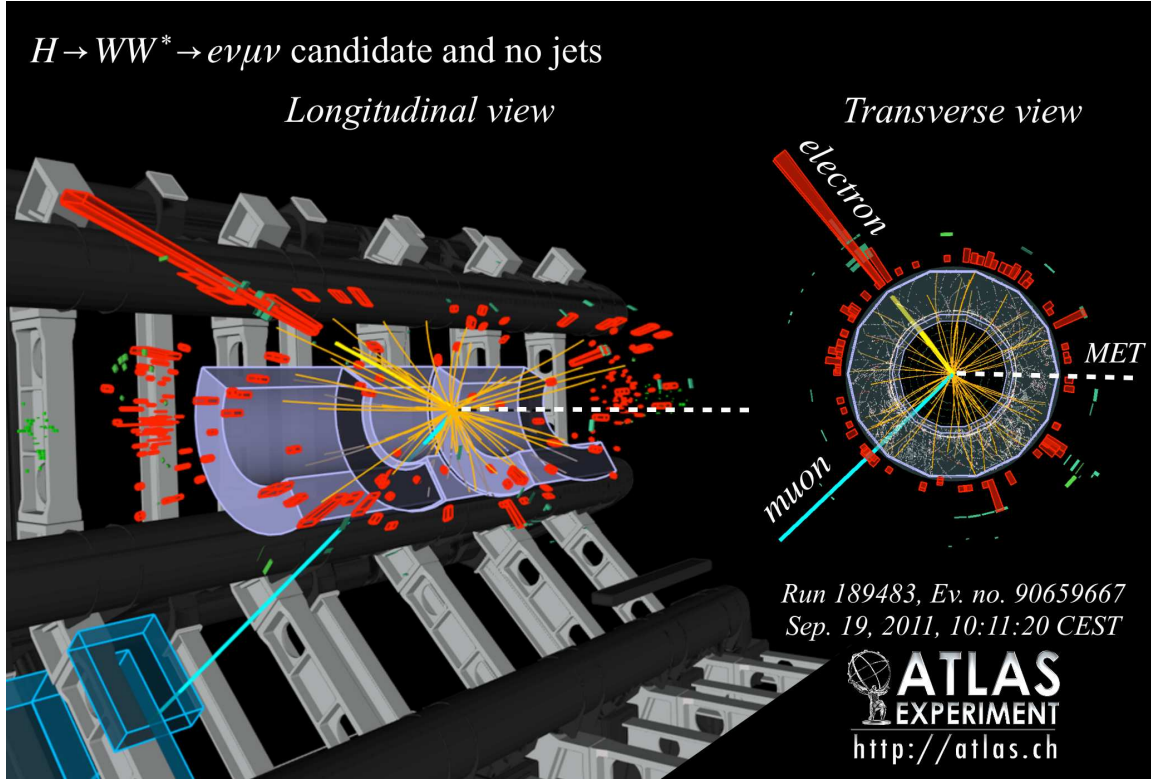 H → WW* → eνμν candidate and no jets
Longitudinal view
Transverse view
electron
MET
muon
Run 189483, Ev. no. 90659667
Sep. 19, 2011, 10:11:20 CEST
ATLAS
EXPERIMENT
http://atlas.ch